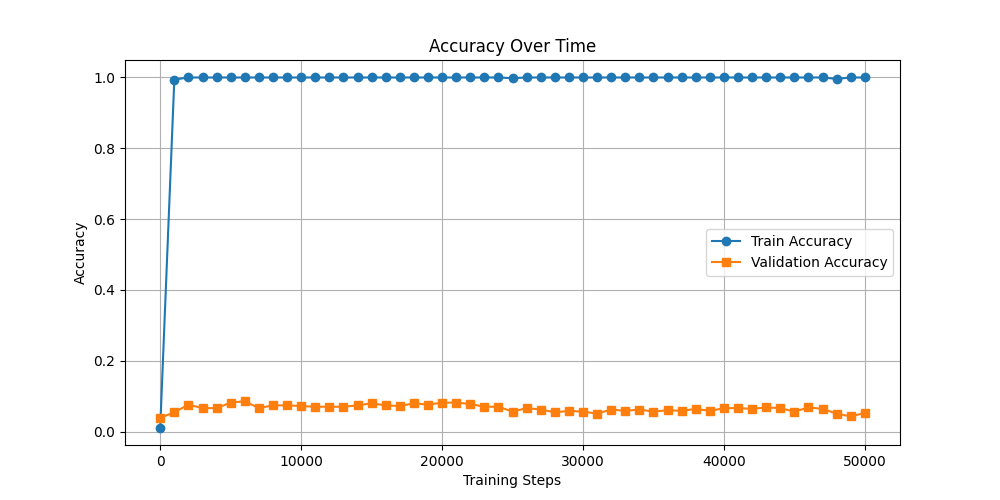 Accuracy Over Time
1.0
0.8
0.6
0.4
0.2
0.0
Accuracy
Train Accuracy
Validation Accuracy
0 10000 20000 30000 40000 50000
Training Steps